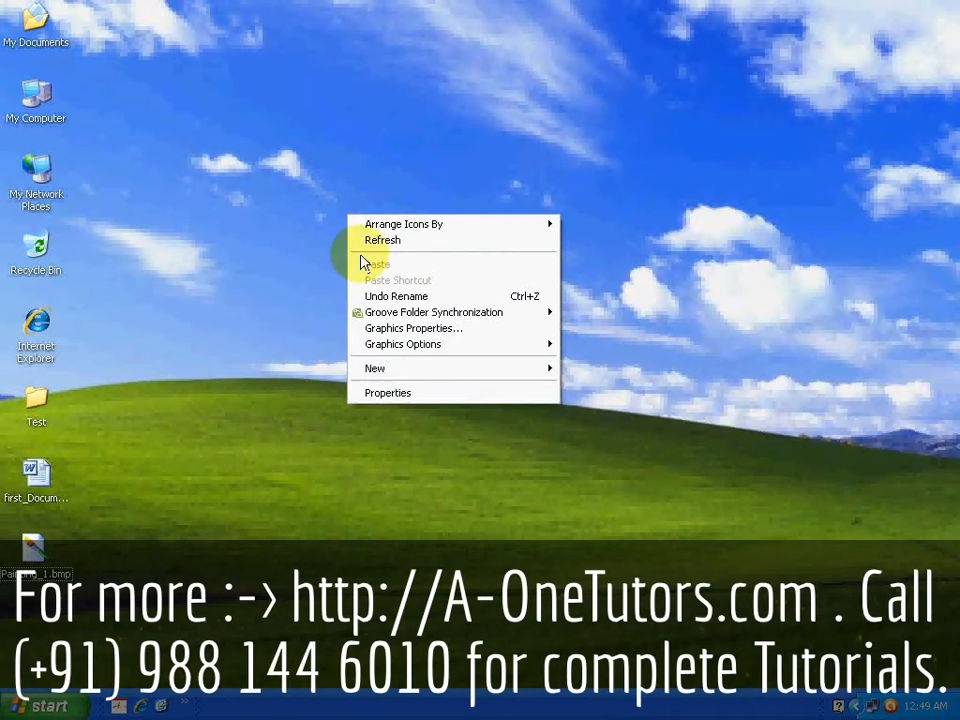 My Documents
My Computer
My Network
Places
Recycle Bin
Internet
Explorer
Test
first_Docum...
Arrange Icons By
Refresh
Paste
Paste Shortcut
Undo Rename Ctrl+Z
Groove Folder Synchronization
Graphics Properties...
Graphics Options
New
Properties
Painting_1.bmp
For more :-> http://A-OneTutors.com . Call
(+91) 988 144 6010 for complete Tutorials.
start
12:49 AM